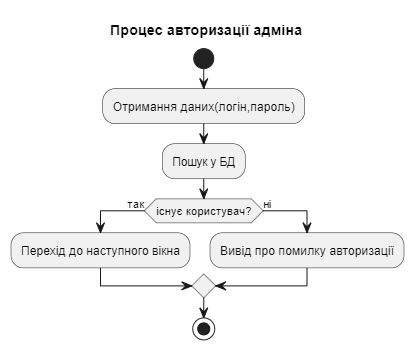 Процес авторизації адміна
Отримання даних(логін,пароль)
Пошук у БД
так
існує користувач?
ні
Перехід до наступного вікна
Вивід про помилку авторизації